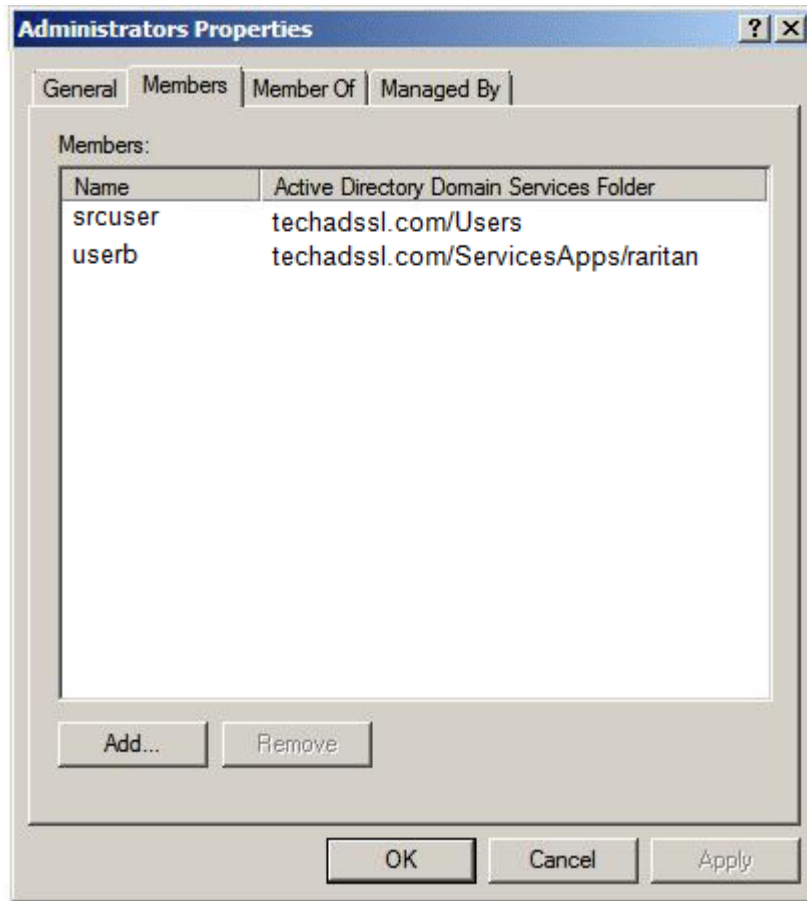 Administrators Properties
General Members Member Of Managed By
Members:
Name Active Directory Domain Services Folder
srcuser techadssl.com/Users
userb techadssl.com/ServicesApps/raritan
Add... Remove
OK Cancel Apply